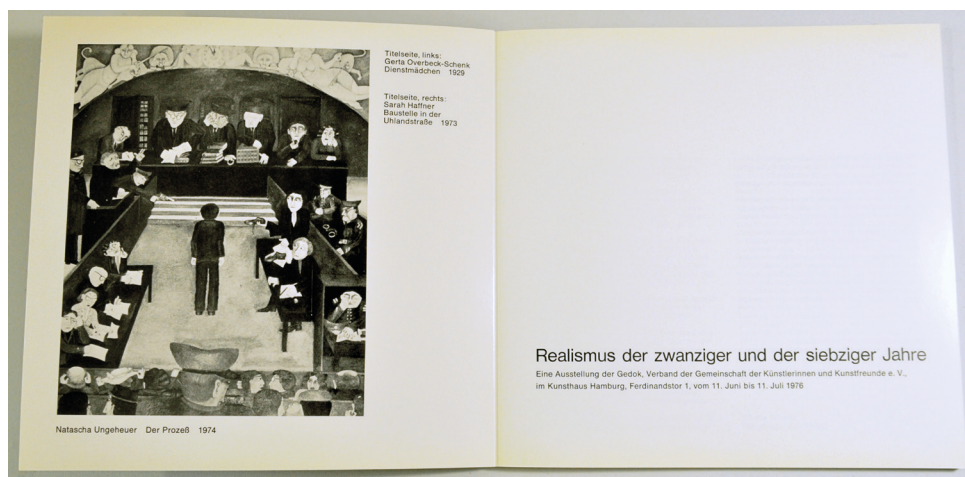 Titelseite, links:
Gerta Overbeck-Schenk
Dienstmädchen 1929
Titelseite, rechts:
Sarah Haffner
Baustelle in der
Uhlandstraße 1973
Natascha Ungeheuer Der Prozeß 1974
Realismus der zwanziger und der siebziger Jahre
Eine Ausstellung der Gedok, Verband der Gemeinschaft der Künstlerinnen und Kunstfreunde e. V.,
im Kunsthaus Hamburg, Ferdinandstor 1, vom 11. Juni bis 11. Juli 1976